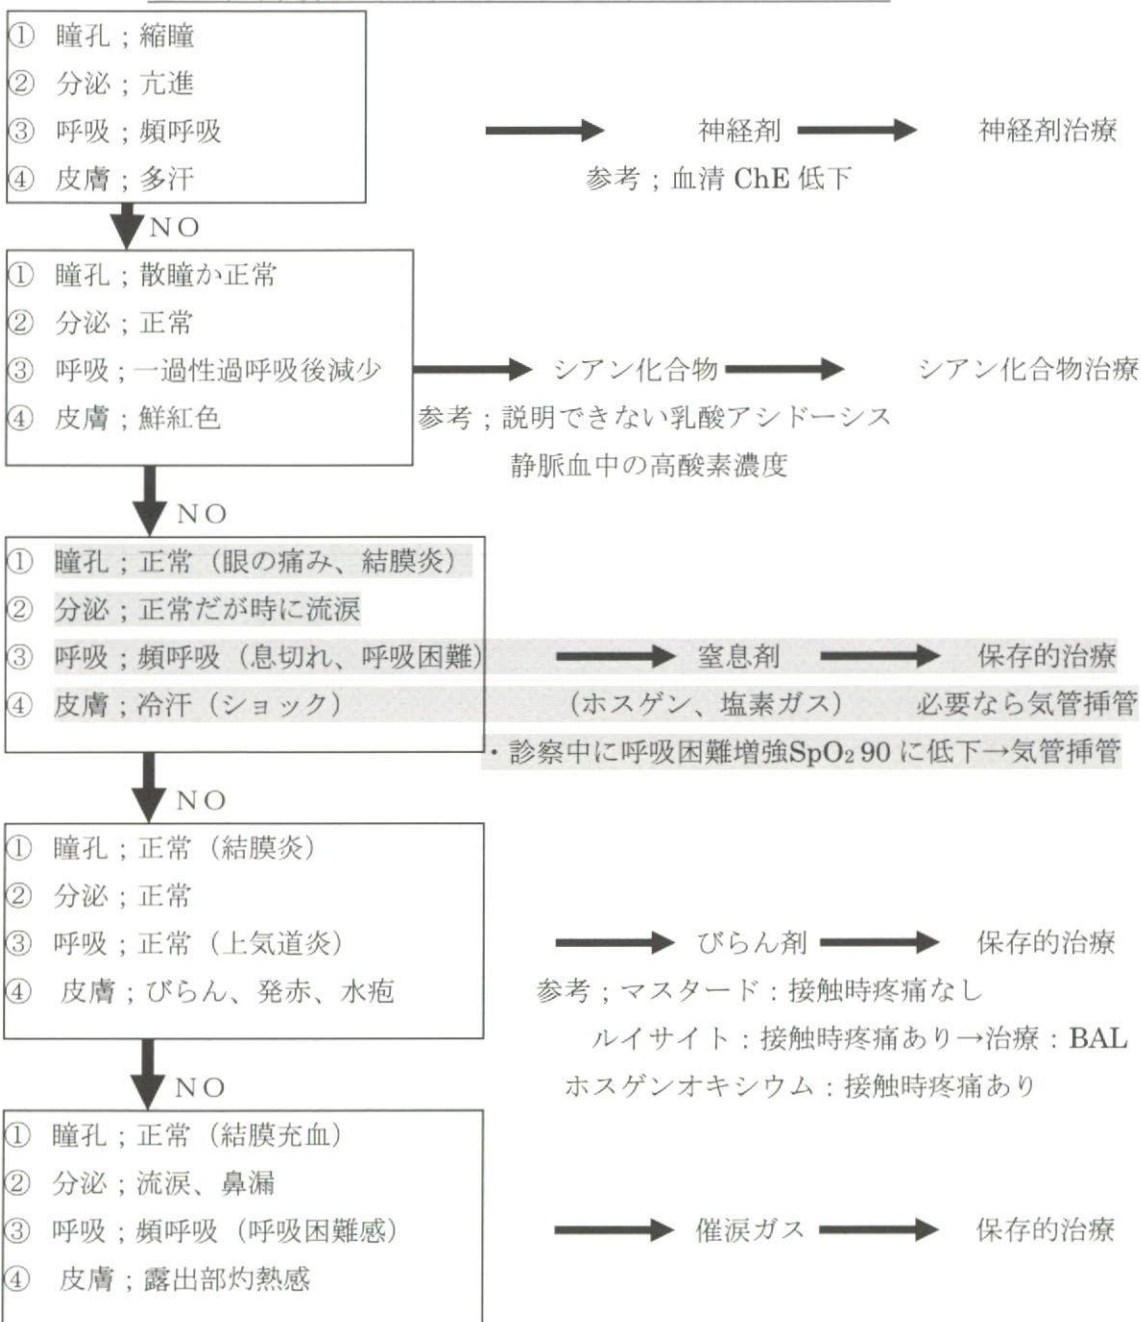 ① 瞳孔；縮瞳
② 分泌；亢進
③ 呼吸；頻呼吸 神経剤 神経剤治療
④ 皮膚；多汗 参考；血清 ChE 低下
NO
① 瞳孔；散瞳か正常
② 分泌；正常
③ 呼吸；一過性過呼吸後減少 シアン化合物 シアン化合物治療
④ 皮膚；鮮紅色 参考；説明できない乳酸アシドーシス
静脈血中の高酸素濃度
NO
① 瞳孔；正常（眼の痛み、結膜炎）
② 分泌；正常だが時に流涙
③ 呼吸；頻呼吸（息切れ、呼吸困難） 窒息剤 保存的治療
④ 皮膚；冷汗（ショック） （ホスゲン、塩素ガス） 必要なら気管挿管
・診察中に呼吸困難増強SpO₂ 90 に低下→気管挿管
NO
① 瞳孔；正常（結膜炎）
② 分泌；正常
③ 呼吸；正常（上気道炎） びらん剤 保存的治療
④ 皮膚；びらん、発赤、水疱 参考；マスタード：接触時疼痛なし
ルイサイト：接触時疼痛あり→治療：BAL
NO ホスゲンオキシウム：接触時疼痛あり
① 瞳孔；正常（結膜充血）
② 分泌；流涙、鼻漏
③ 呼吸；頻呼吸（呼吸困難感） 催涙ガス 保存的治療
④ 皮膚；露出部灼熱感